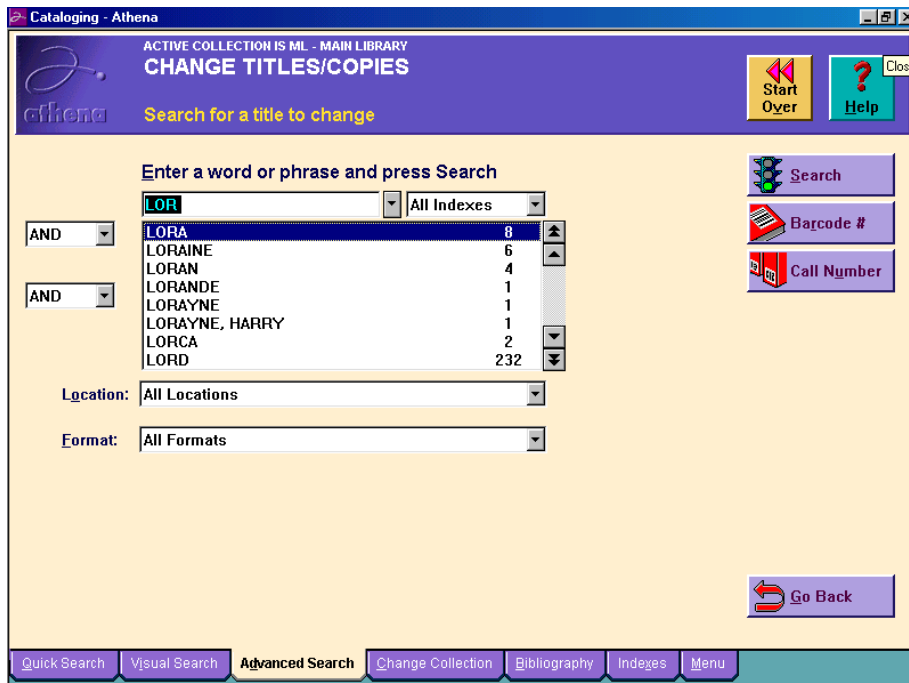 Cataloging - Athena
ACTIVE COLLECTION IS ML - MAIN LIBRARY
CHANGE TITLES/COPIES
Search for a title to change
athena
Start Over
Help
Clos
Enter a word or phrase and press Search
LOR
All Indexes
AND
AND
LORA 8
LORAINE 6
LORAN 4
LORANDE 1
LORAYNE 1
LORAYNE, HARRY 1
LORCA 2
LORD 232
Location: All Locations
Format: All Formats
Search
Barcode #
Call Number
Go Back
Quick Search Visual Search Advanced Search Change Collection Bibliography Indexes Menu